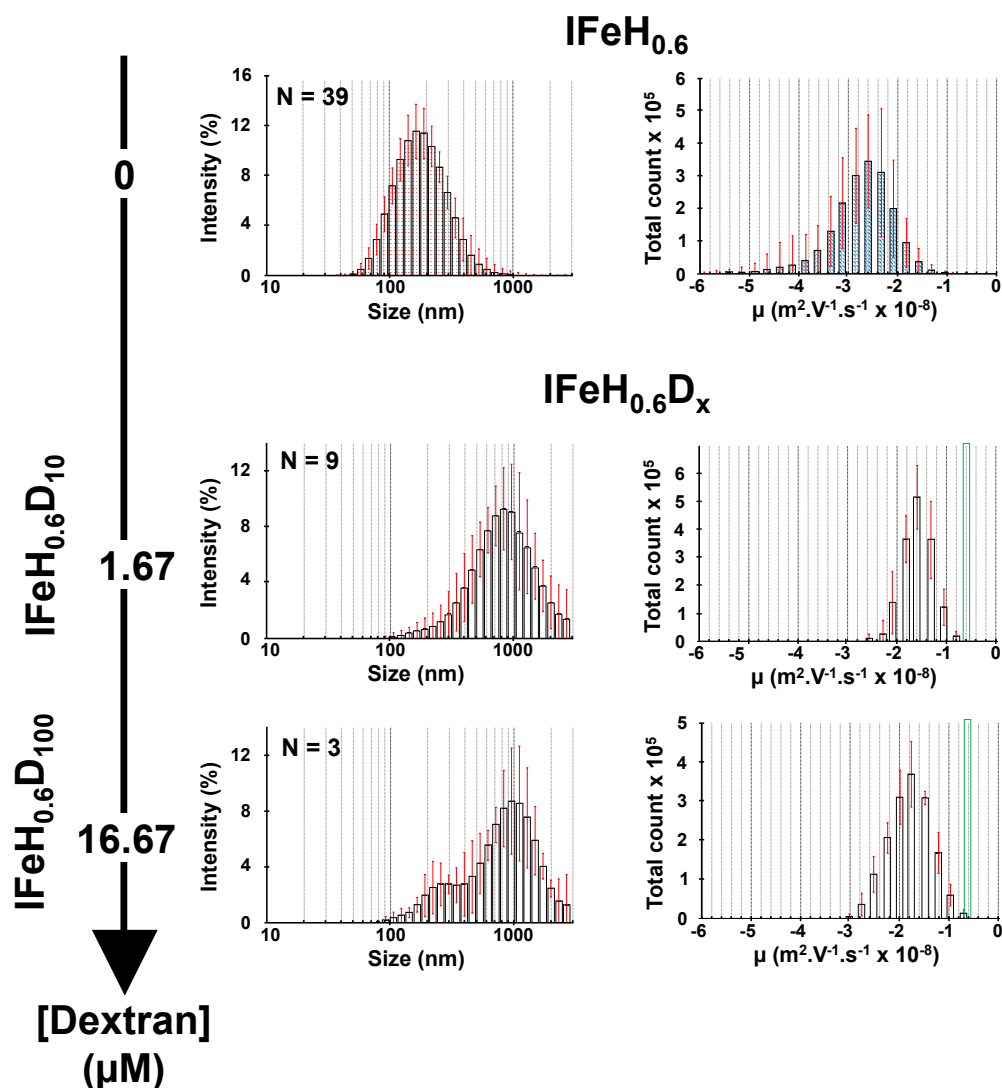 IFeH0.6
N = 39
Intensity (%)
16
12
8
4
0
10 100 1000
Size (nm)
Total count x 10⁵
6
5
4
3
2
1
0
-6 -5 -4 -3 -2 -1 0
µ (m².V⁻¹.s⁻¹ x 10⁻⁸)
0
IFeH0.6Dx
IFeH0.6D10
1.67
N = 9
Intensity (%)
12
8
4
0
10 100 1000
Size (nm)
Total count x 10⁵
6
5
4
3
2
1
0
-6 -5 -4 -3 -2 -1 0
µ (m².V⁻¹.s⁻¹ x 10⁻⁸)
IFeH0.6D100
16.67
N = 3
Intensity (%)
12
8
4
0
10 100 1000
Size (nm)
Total count x 10⁵
5
4
3
2
1
0
-6 -5 -4 -3 -2 -1 0
µ (m².V⁻¹.s⁻¹ x 10⁻⁸)
[Dextran]
(µM)